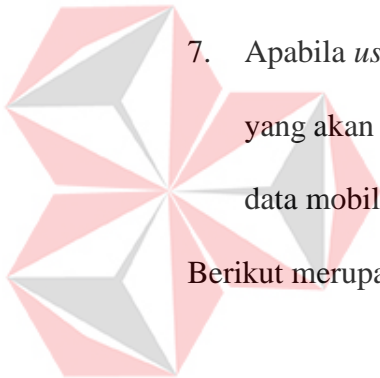 7. Apabila us
yang akan
data mobil
Berikut merupa